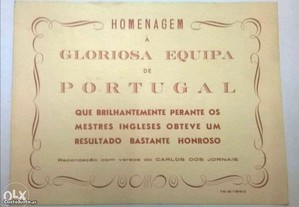 HOMENAGEM
À
GLORIOSA EQUIPA
DE
PORTUGAL
QUE BRILHANTEMENTE PERANTE OS
MESTRES INGLESES OBTEVE UM
RESULTADO BASTANTE HONROSO
Recordação com versos de CARLOS DOS JORNAIS
OLX